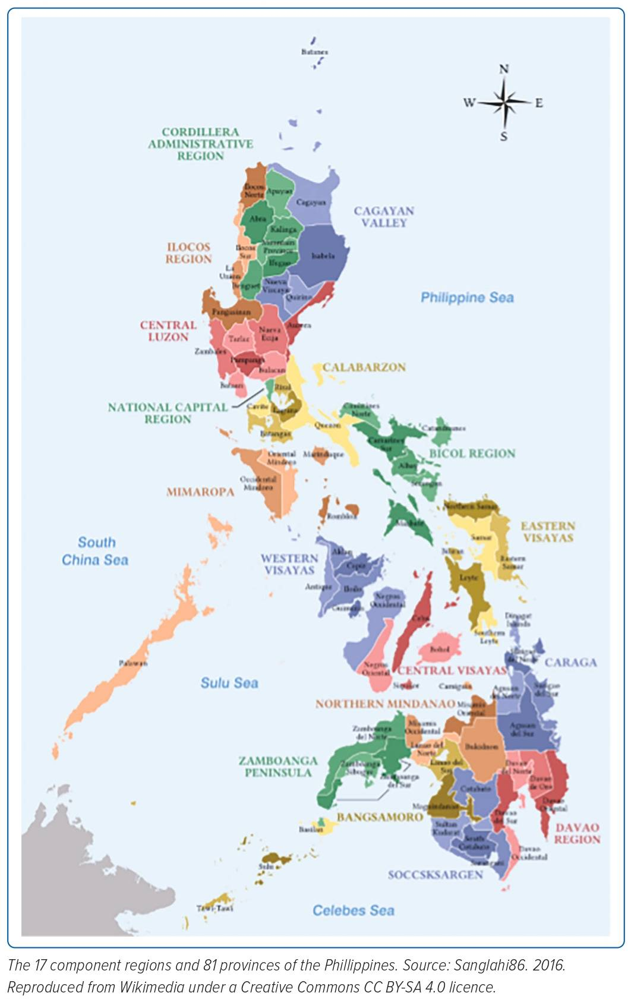 Batanes
N
W E
S
CORDILLERA
ADMINISTRATIVE
REGION
Ilocos
Norte
Apayao
Cagayan
CAGAYAN
VALLEY
Abra
Kalinga
ILOCOS
REGION
Ilocos
Sur
Mountain
Province
Ifugao
Isabela
La
Union
Benguet
Nueva
Vizcaya
Quirino
Philippine Sea
Pangasinan
CENTRAL
LUZON
Aurora
Nueva
Ecija
Tarlac
Zambales
Pampanga
Bulacan
CALABARZON
Bataan
Rizal
NATIONAL CAPITAL
REGION
Cavite
Laguna
Quezon
Batangas
Camarines
Norte
Catanduanes
Camarines
Sur
BICOL REGION
Albay
Sorsogon
Oriental
Mindoro
Marinduque
Occidental
Mindoro
MIMAROPA
Romblon
Masbate
Northern Samar
EASTERN
VISAYAS
Samar
South
China Sea
WESTERN
VISAYAS
Aklan
Capiz
Biliran
Eastern
Samar
Leyte
Antique
Iloilo
Guimaras
Negros
Occidental
Cebu
Dinagat
Islands
Southern
Leyte
Bohol
Surigao
del Norte
CARAGA
Palawan
Negros
Oriental
CENTRAL VISAYAS
Sulu Sea
Siquijor
Camiguin
Agusan
del Norte
Surigao
del Sur
NORTHERN MINDANAO
Misamis
Oriental
Misamis
Occidental
Zamboanga
del Norte
Agusan
del Sur
Lanao del
Norte
Bukidnon
ZAMBOANGA
PENINSULA
Zamboanga
Sibugay
Lanao del
Sur
Davao
del Norte
Zamboanga
del Sur
Davao
de Oro
Cotabato
Maguindanao
Davao
Oriental
BANGSAMORO
Davao
del Sur
Basilan
Sultan
Kudarat
DAVAO
REGION
South
Cotabato
Davao
Occidental
Sarangani
Sulu
SOCCSKSARGEN
Tawi-Tawi
Celebes Sea
The 17 component regions and 81 provinces of the Phillippines. Source: Sanglahi86. 2016.
Reproduced from Wikimedia under a Creative Commons CC BY-SA 4.0 licence.